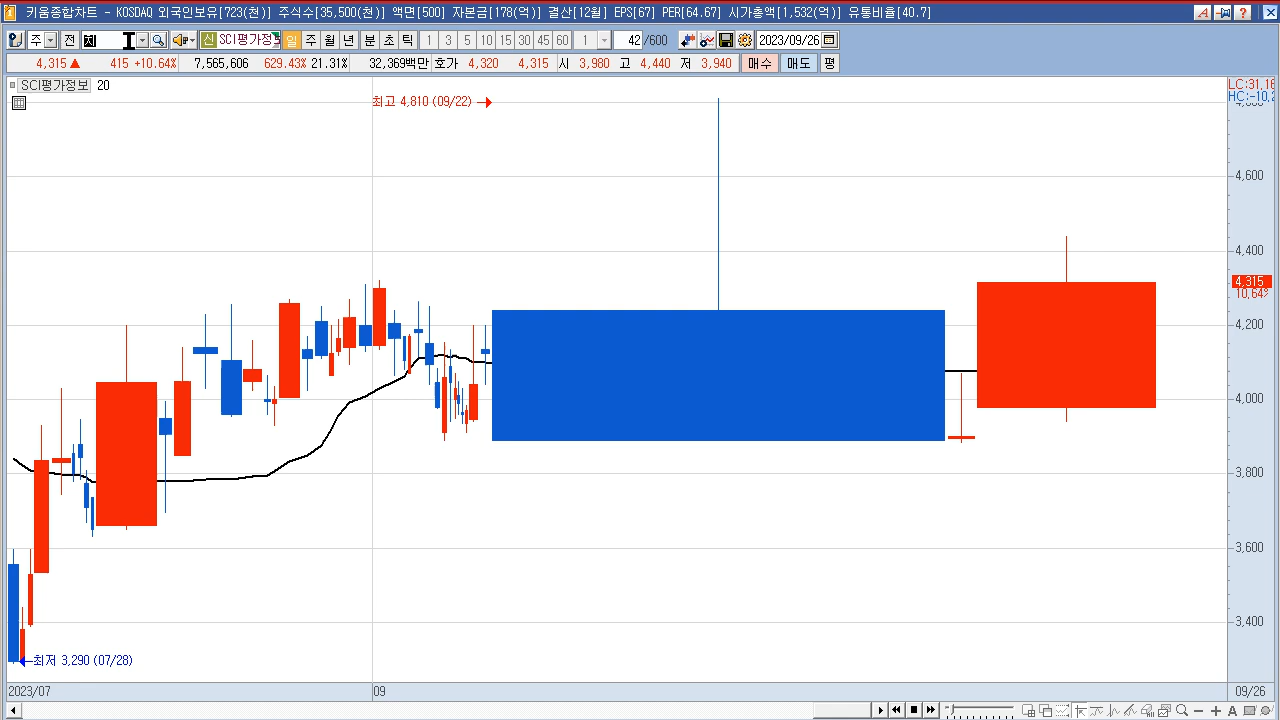 키움종합차트 - KOSDAQ 외국인보유[723(천)] 주식수[35,500(천)] 액면[500] 자본금[178(억)] 결산[12월] EPS[67] PER[64,67] 시가총액[1,532(억)] 유통비율[40.7]
주 전 신 SCI평가정 일 주 월 년 분 초 틱 1 3 5 10 15 30 45 60 1 42 /600 2023/09/26
4,315 ▲ 415 +10.64% 7,565,606 629.43% 21.31% 32,369백만 호가 4,320 4,315 시 3,980 고 4,440 저 3,940 매수 매도 평
SCI평가정보 20
LC:31,16
HC:-10,2
최고 4,810 (09/22)
4,600
4,400
4,315
10,64%
4,200
4,000
3,800
3,600
3,400
최저 3,290 (07/28)
2023/07 09 09/26